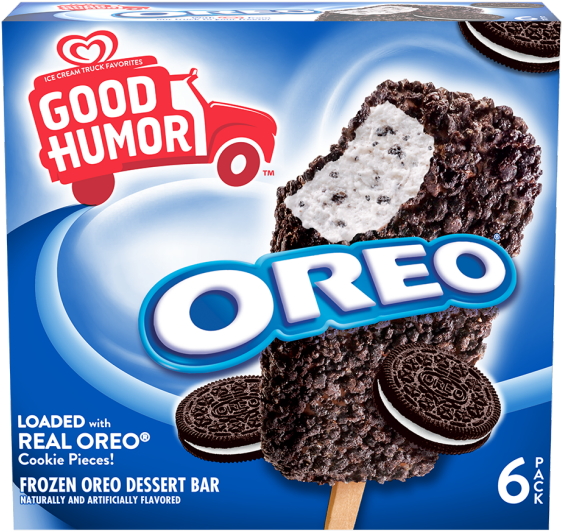 ICE CREAM TRUCK FAVORITES
GOOD
HUMOR
TM
OREO
LOADED with
REAL OREO®
Cookie Pieces!
FROZEN OREO DESSERT BAR
NATURALLY AND ARTIFICIALLY FLAVORED
6 PACK
OREO